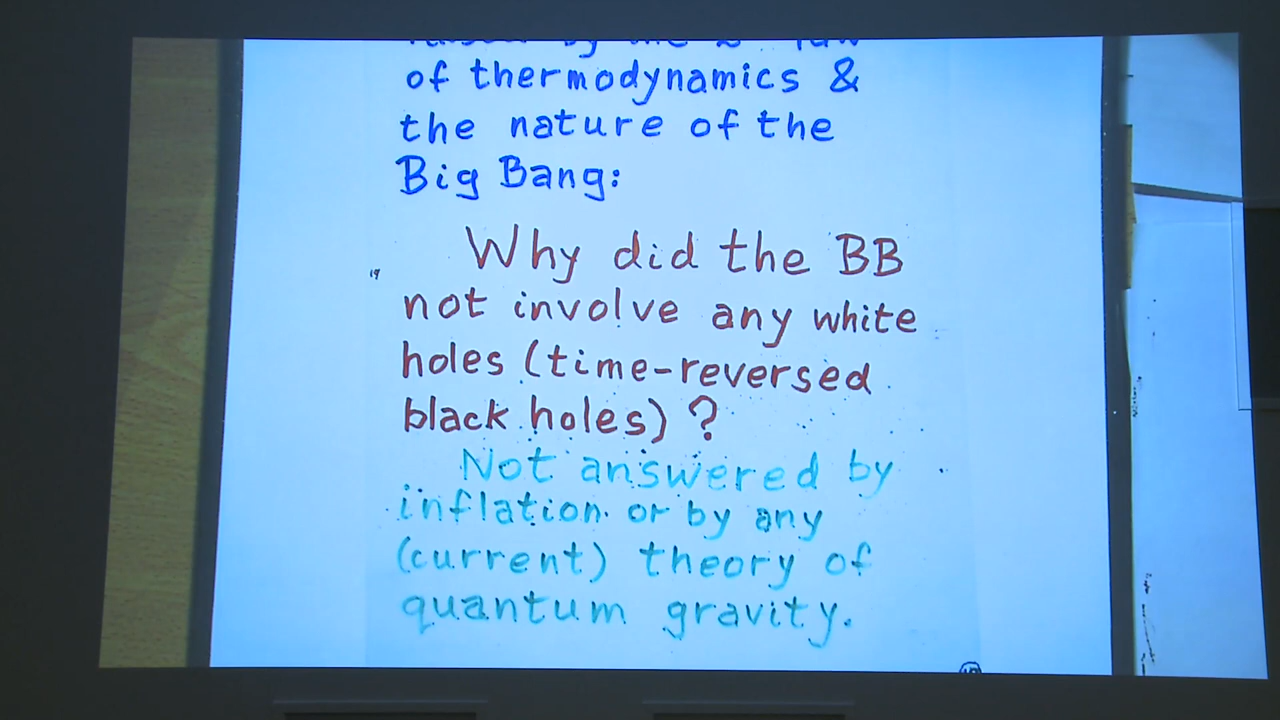 of thermodynamics &
the nature of the
Big Bang:
Why did the BB
not involve any white
holes (time-reversed
black holes)?
Not answered by
inflation or by any
(current) theory of
quantum gravity.